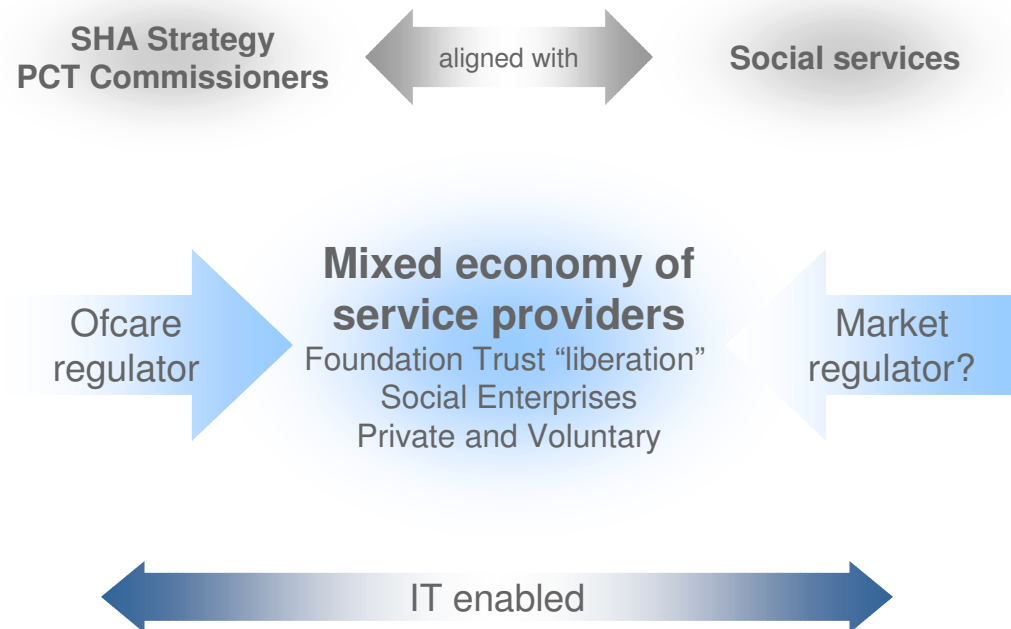 SHA Strategy
PCT Commissioners
aligned with
Social services
Ofcare
regulator
Mixed economy of
service providers
Foundation Trust “liberation”
Social Enterprises
Private and Voluntary
Market
regulator?
IT enabled